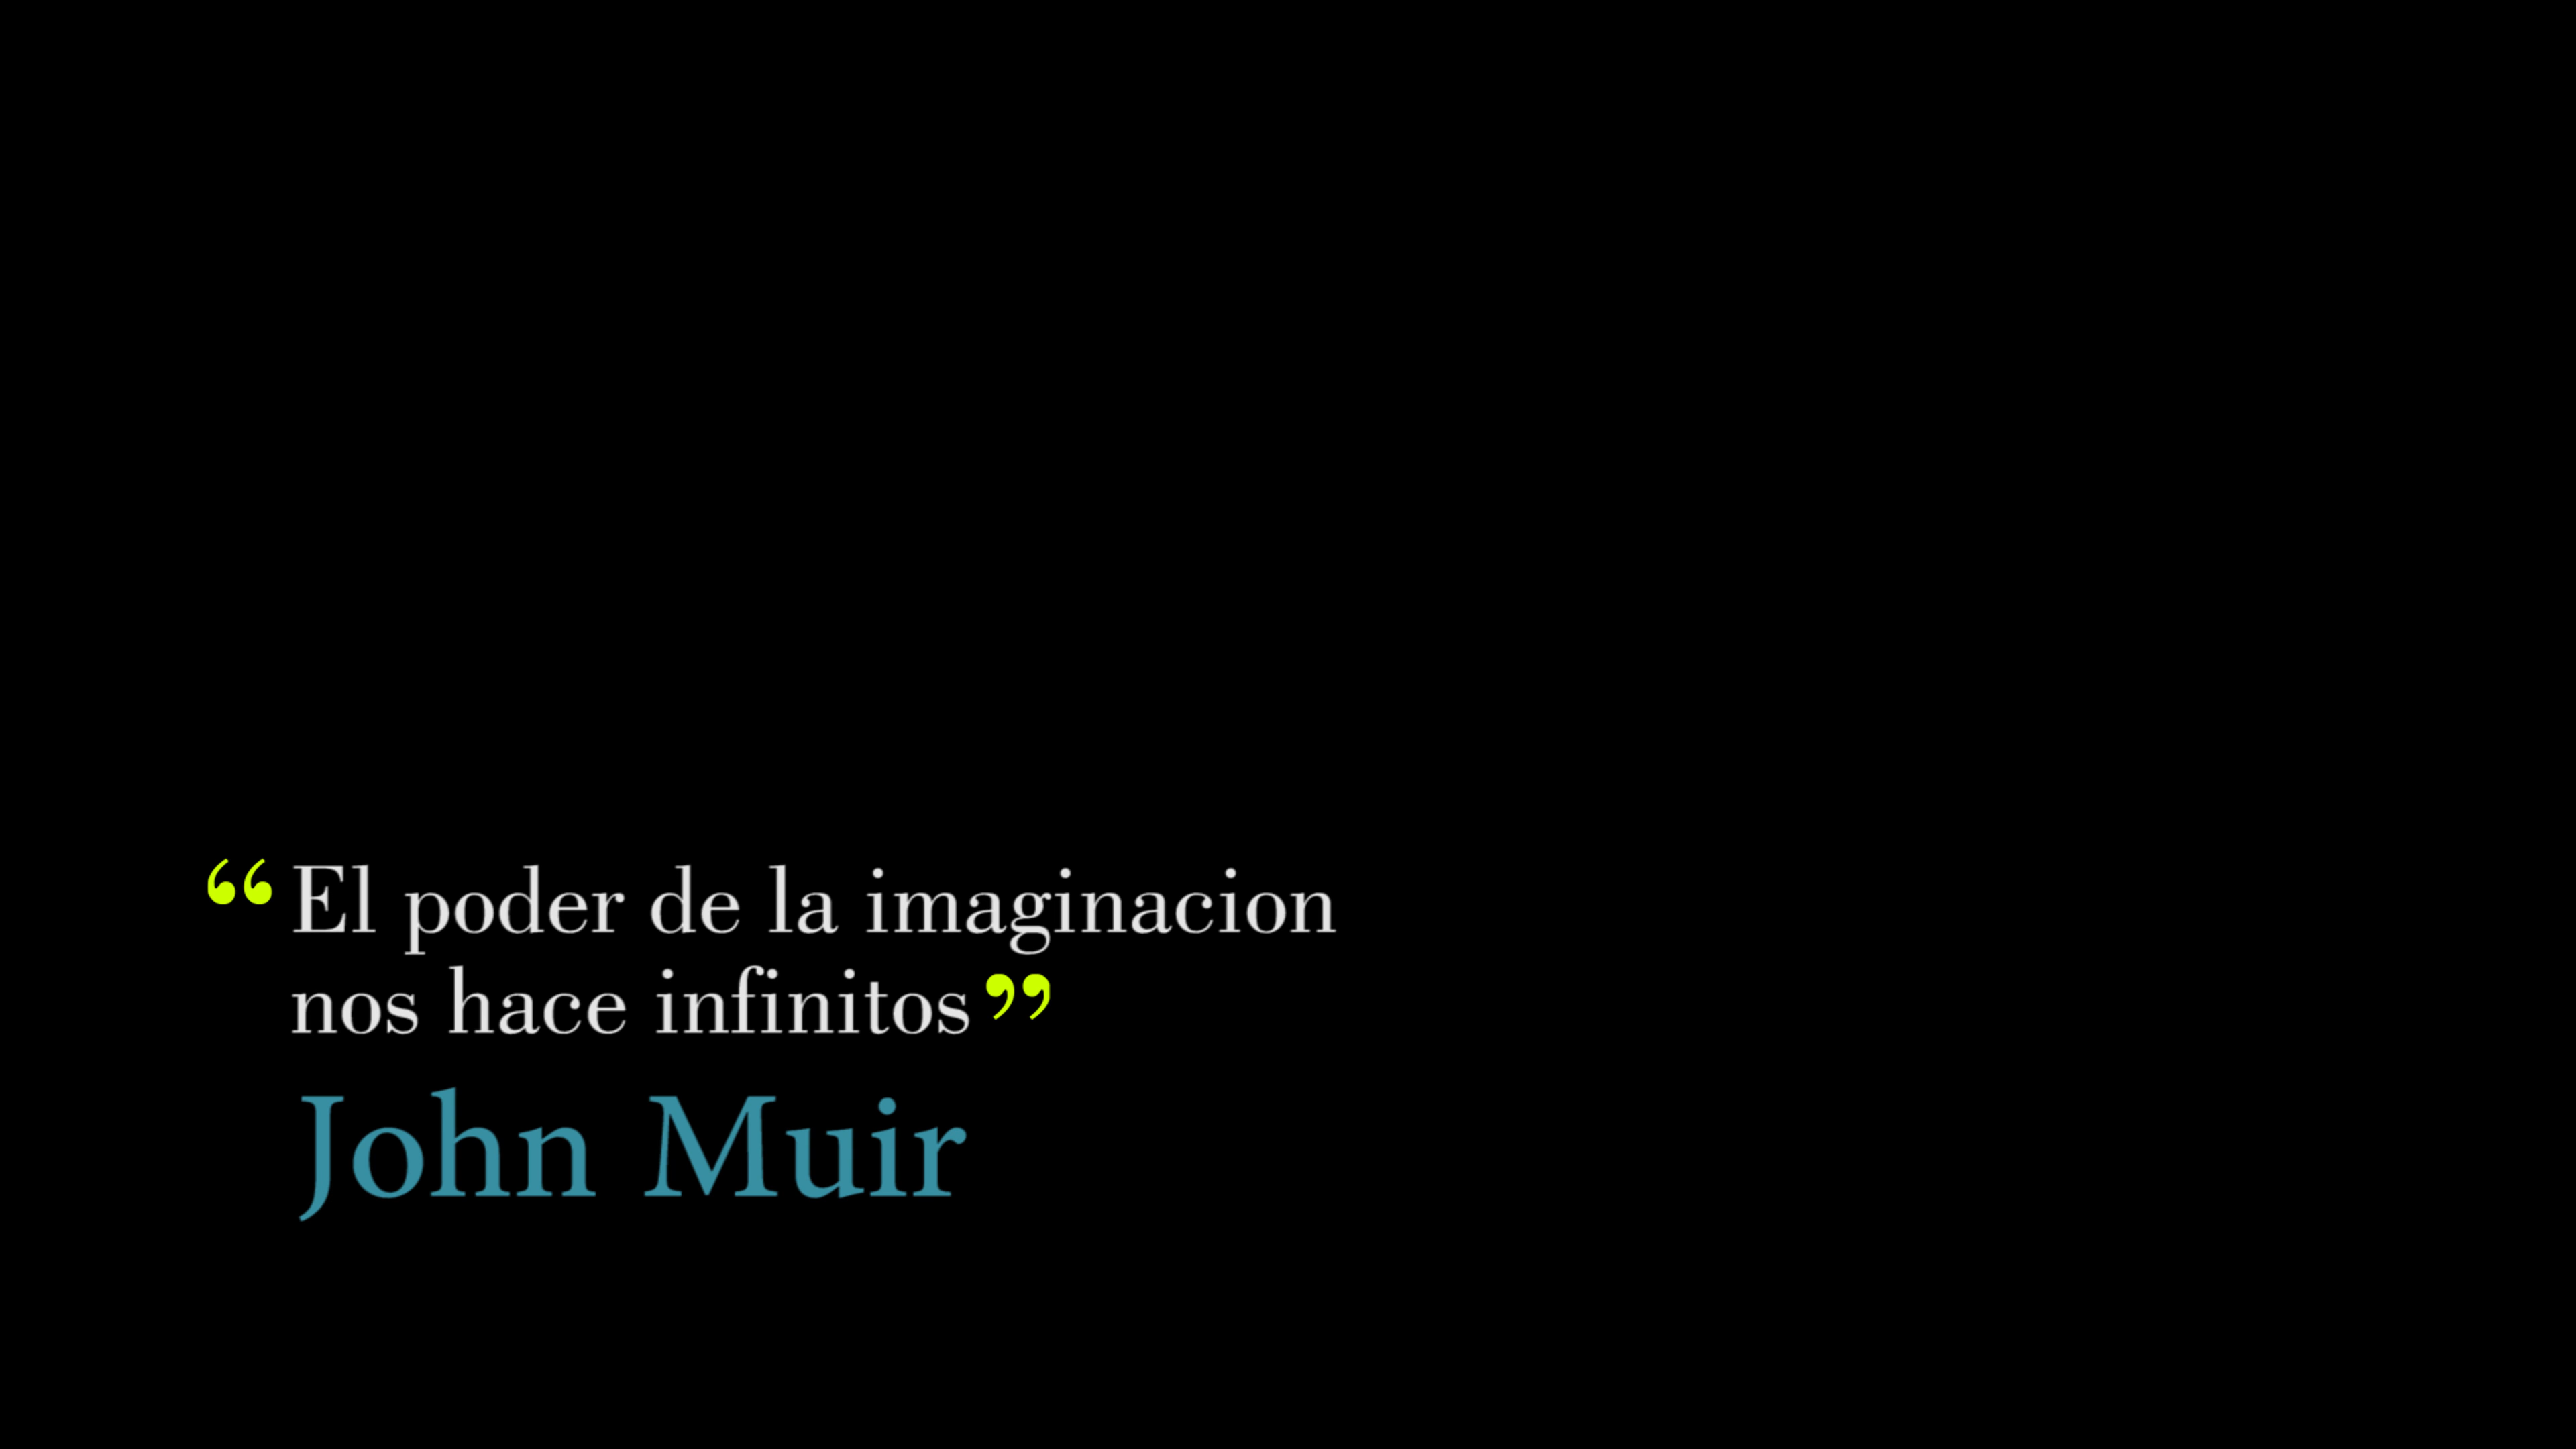 “El poder de la imaginacion
nos hace infinitos”
John Muir